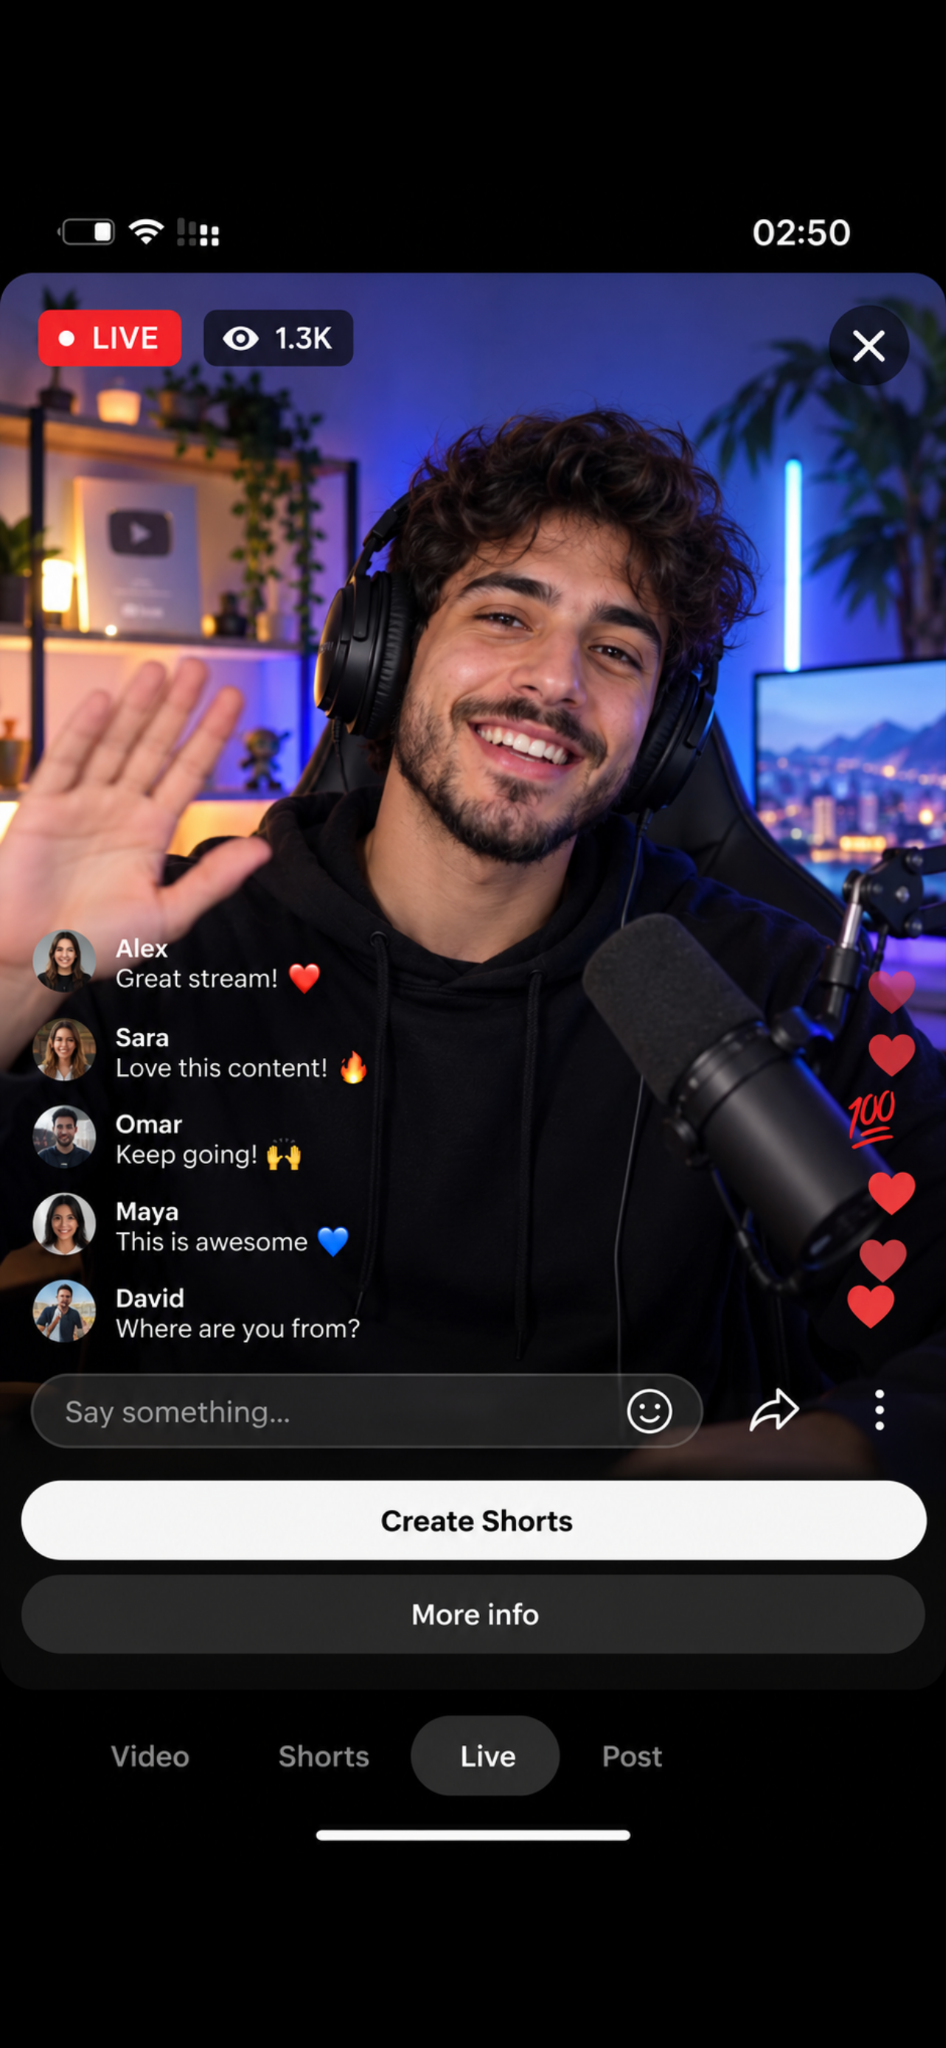 02:50
LIVE
1.3K
Alex
Great stream! ❤️
Sara
Love this content! 🔥
Omar
Keep going! 🙌
Maya
This is awesome 💙
David
Where are you from?
💯
Say something...
Create Shorts
More info
Video
Shorts
Live
Post